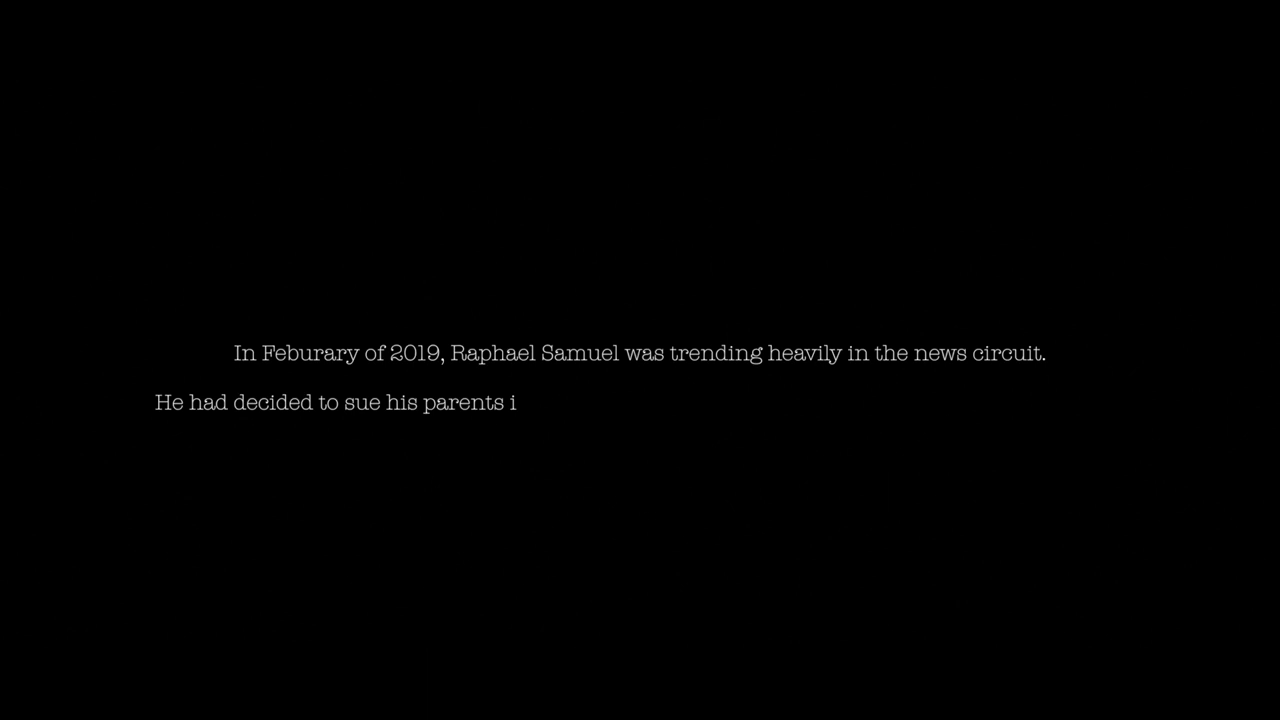 In Feburary of 2019, Raphael Samuel was trending heavily in the news circuit.
He had decided to sue his parents i